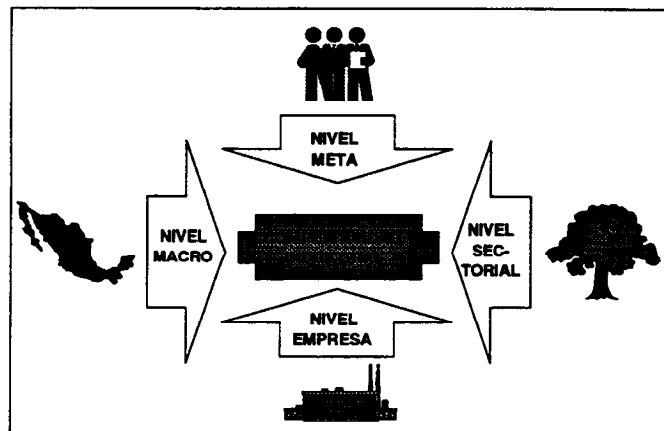 NIVEL
META
NIVEL
MACRO
NIVEL
SEC-
TORIAL
NIVEL
EMPRESA